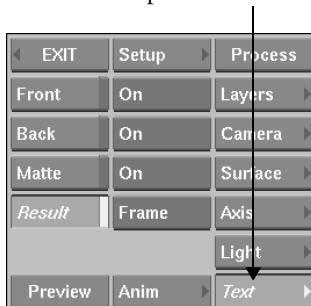 EXIT Setup Process
Front On Layers
Back On Camera
Matte On Surface
Result Frame Axis
Light
Preview Anim Text